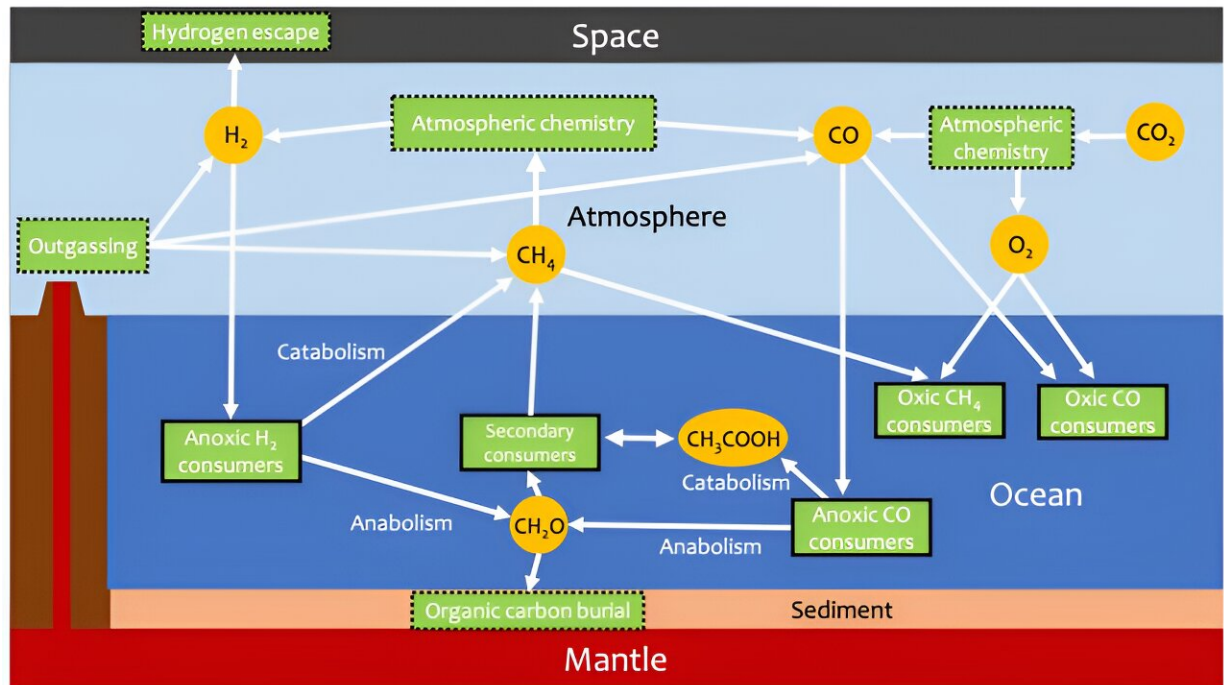 Hydrogen escape
Space
H₂
Atmospheric chemistry
CO
Atmospheric
chemistry
CO₂
Outgassing
Atmosphere
CH₄
O₂
Catabolism
Anoxic H₂
consumers
Secondary
consumers
CH₃COOH
Oxic CH₄
consumers
Oxic CO
consumers
Catabolism
Ocean
Anabolism
CH₂O
Anabolism
Anoxic CO
consumers
Organic carbon burial
Sediment
Mantle